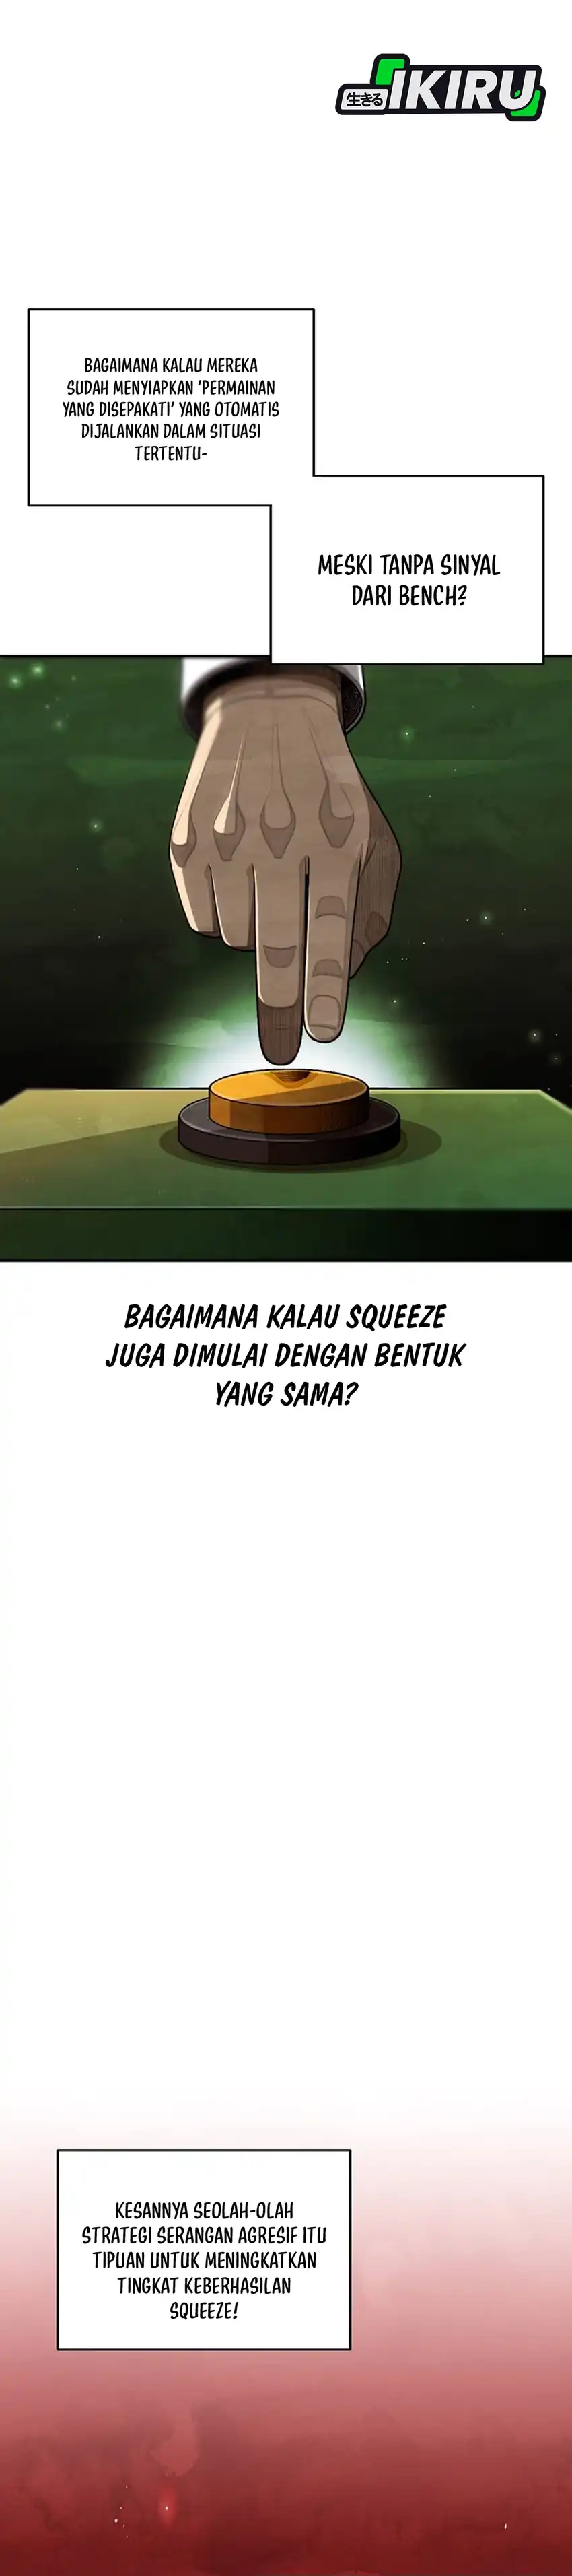 生きる IKIRU
BAGAIMANA KALAU MEREKA
SUDAH MENYIAPKAN 'PERMAINAN
YANG DISEPAKATI' YANG OTOMATIS
DIJALANKAN DALAM SITUASI
TERTENTU-
MESKI TANPA SINYAL
DARI BENCH?
BAGAIMANA KALAU SQUEEZE
JUGA DIMULAI DENGAN BENTUK
YANG SAMA?
KESANNYA SEOLAH-OLAH
STRATEGI SERANGAN AGRESIF ITU
TIPUAN UNTUK MENINGKATKAN
TINGKAT KEBERHASILAN
SQUEEZE!